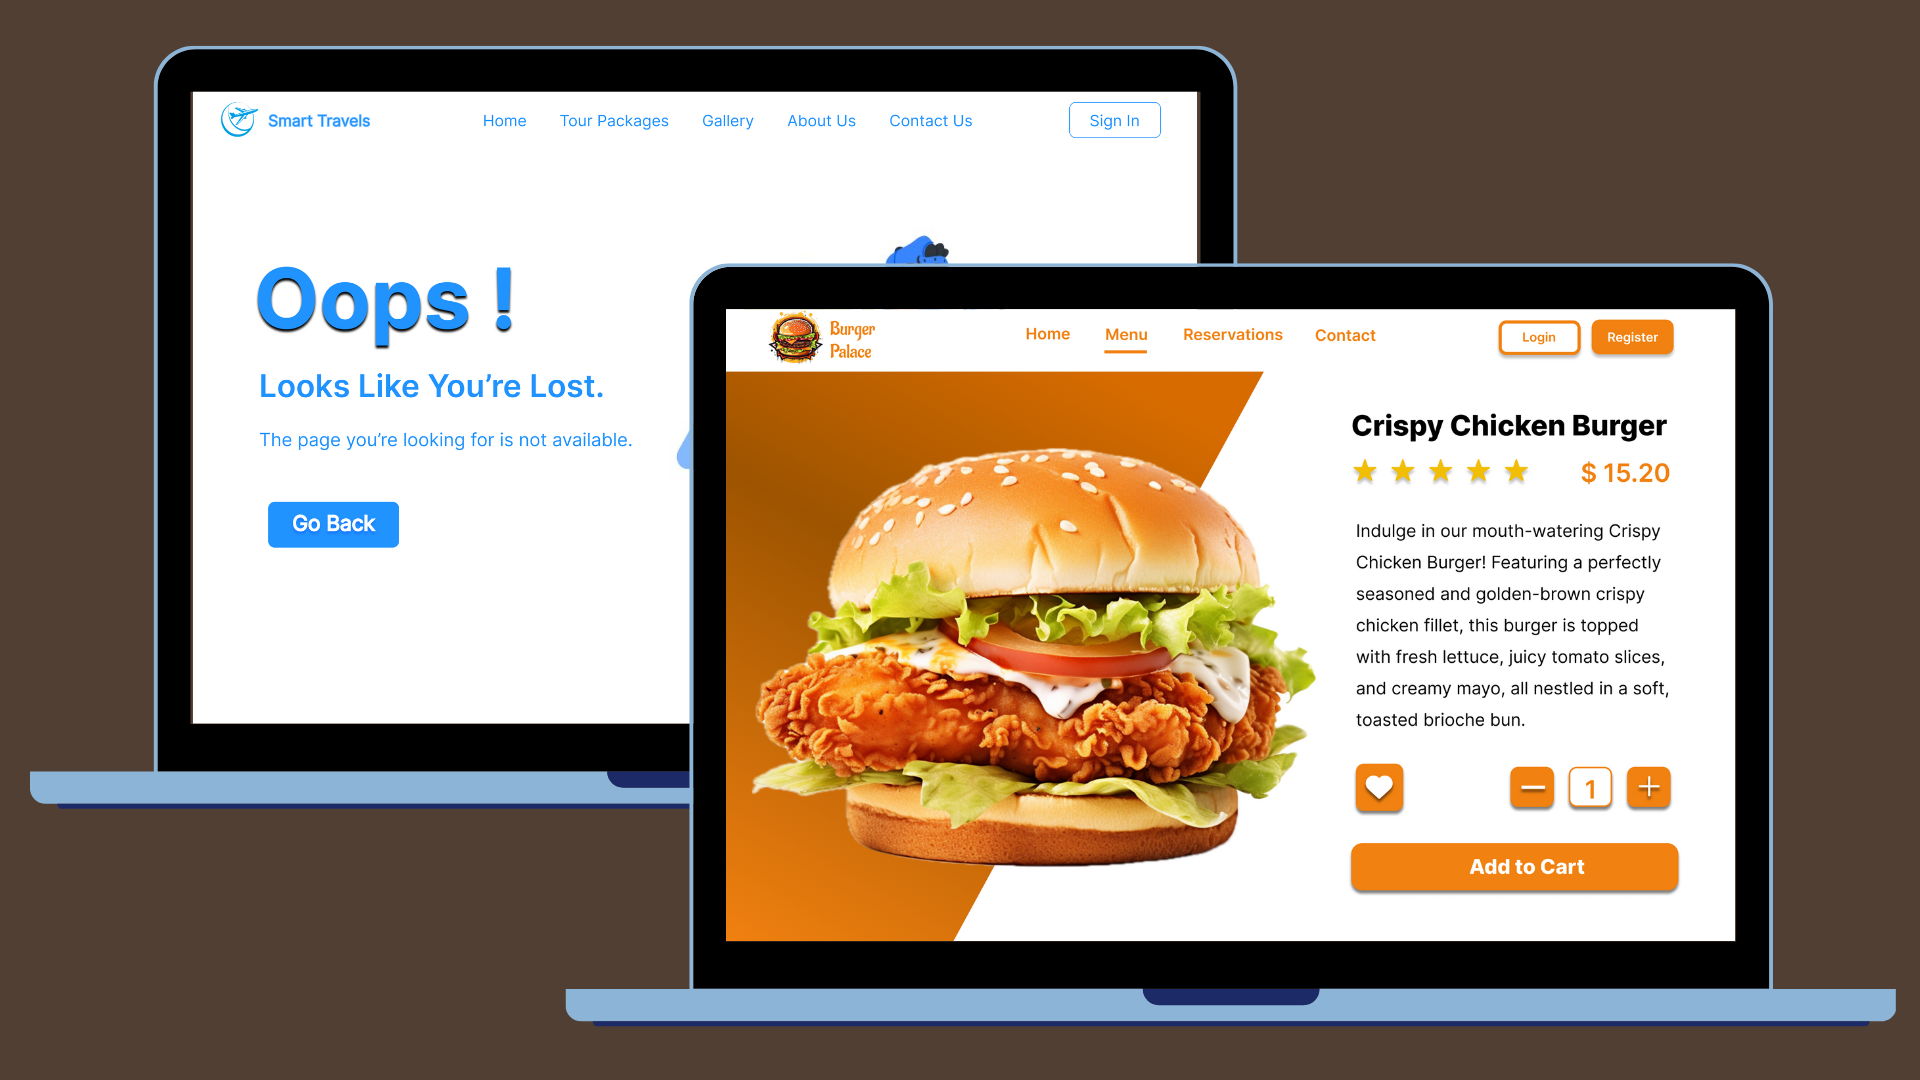 Smart Travels
Home
Tour Packages
Gallery
About Us
Contact Us
Sign In
Oops !
Looks Like You're Lost.
The page you're looking for is not available.
Go Back
Burger
Palace
Home
Menu
Reservations
Contact
Login
Register
Crispy Chicken Burger
$ 15.20
Indulge in our mouth-watering Crispy
Chicken Burger! Featuring a perfectly
seasoned and golden-brown crispy
chicken fillet, this burger is topped
with fresh lettuce, juicy tomato slices,
and creamy mayo, all nestled in a soft,
toasted brioche bun.
1
Add to Cart